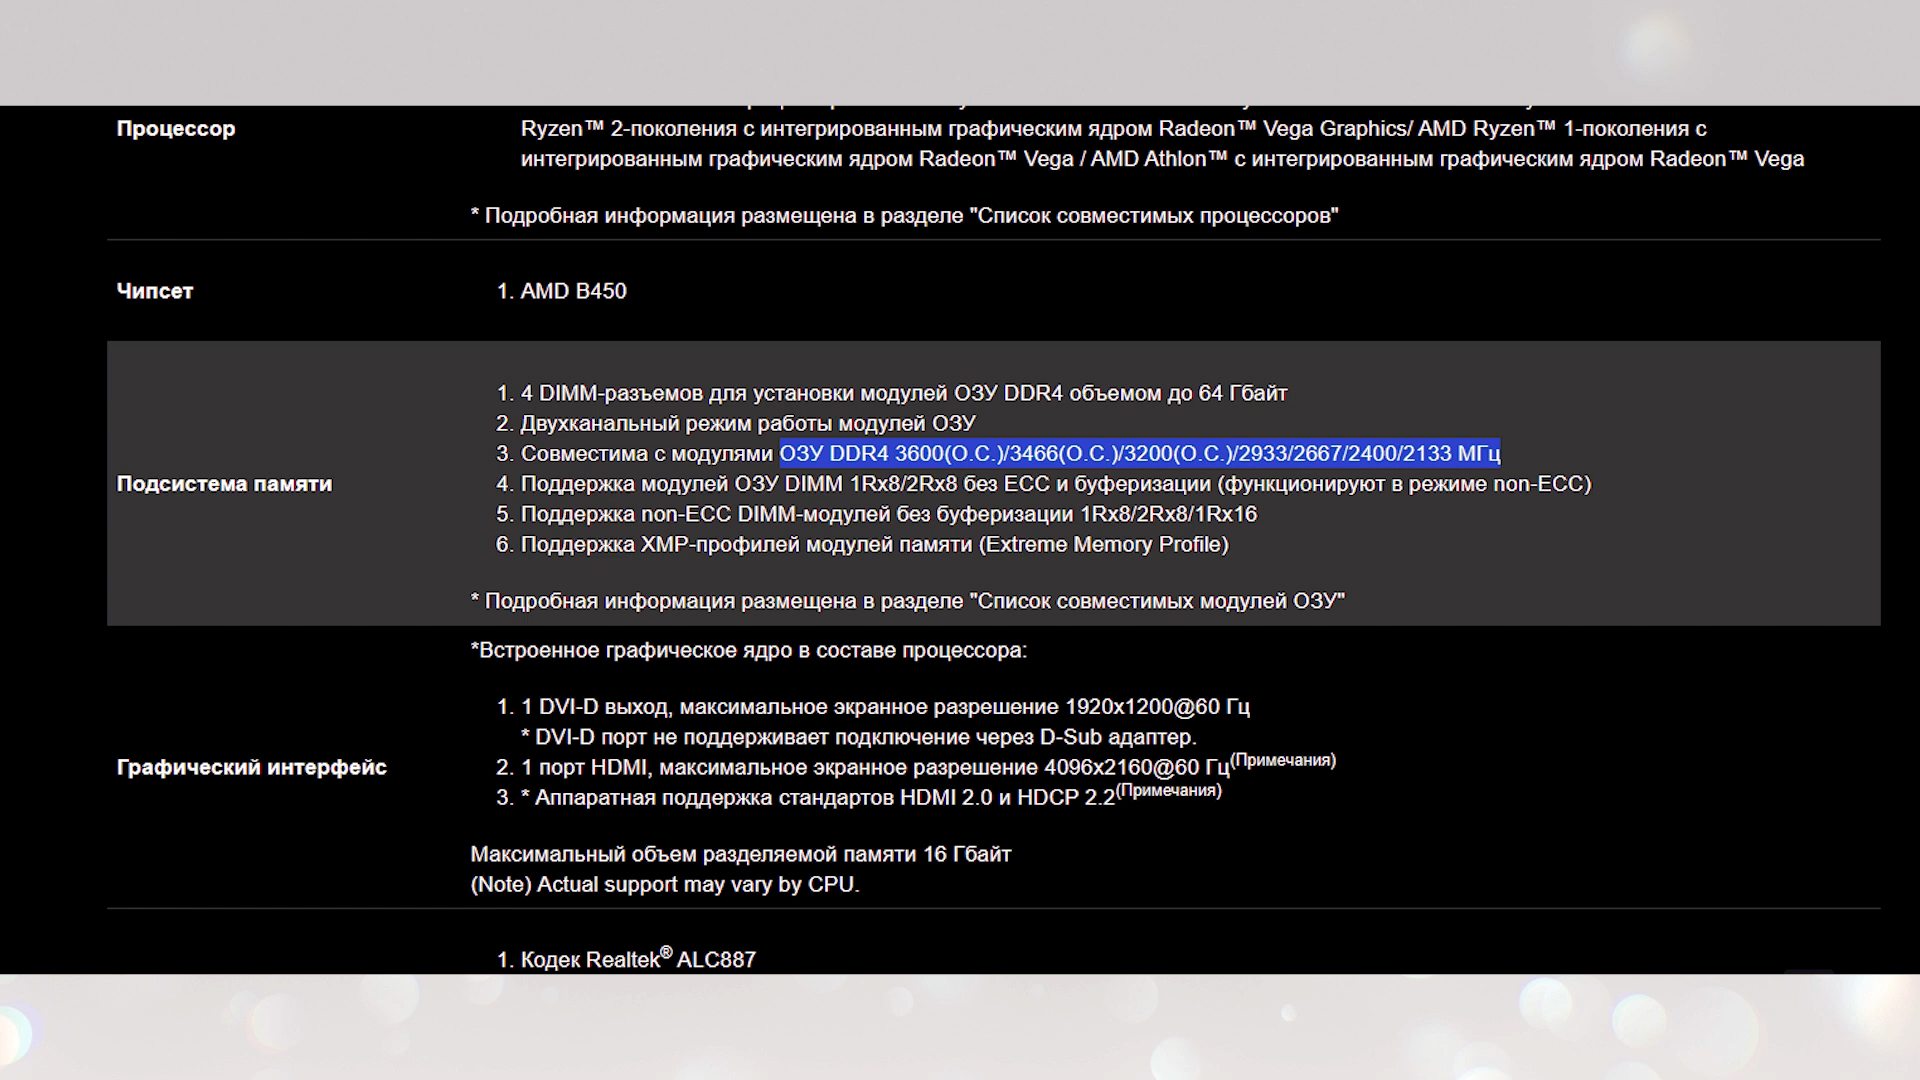 Процессор
Ryzen™ 2-поколения с интегрированным графическим ядром Radeon™ Vega Graphics/ AMD Ryzen™ 1-поколения с
интегрированным графическим ядром Radeon™ Vega / AMD Athlon™ с интегрированным графическим ядром Radeon™ Vega
* Подробная информация размещена в разделе "Список совместимых процессоров"
Чипсет
1. AMD B450
Подсистема памяти
1. 4 DIMM-разъемов для установки модулей ОЗУ DDR4 объемом до 64 Гбайт
2. Двухканальный режим работы модулей ОЗУ
3. Совместима с модулями ОЗУ DDR4 3600(O.C.)/3466(O.C.)/3200(O.C.)/2933/2667/2400/2133 МГц
4. Поддержка модулей ОЗУ DIMM 1Rx8/2Rx8 без ECC и буферизации (функционируют в режиме non-ECC)
5. Поддержка non-ECC DIMM-модулей без буферизации 1Rx8/2Rx8/1Rx16
6. Поддержка XMP-профилей модулей памяти (Extreme Memory Profile)
* Подробная информация размещена в разделе "Список совместимых модулей ОЗУ"
Графический интерфейс
*Встроенное графическое ядро в составе процессора:
1. 1 DVI-D выход, максимальное экранное разрешение 1920x1200@60 Гц
* DVI-D порт не поддерживает подключение через D-Sub адаптер.
2. 1 порт HDMI, максимальное экранное разрешение 4096x2160@60 Гц(Примечания)
3. * Аппаратная поддержка стандартов HDMI 2.0 и HDCP 2.2(Примечания)
Максимальный объем разделяемой памяти 16 Гбайт
(Note) Actual support may vary by CPU.
1. Кодек Realtek® ALC887